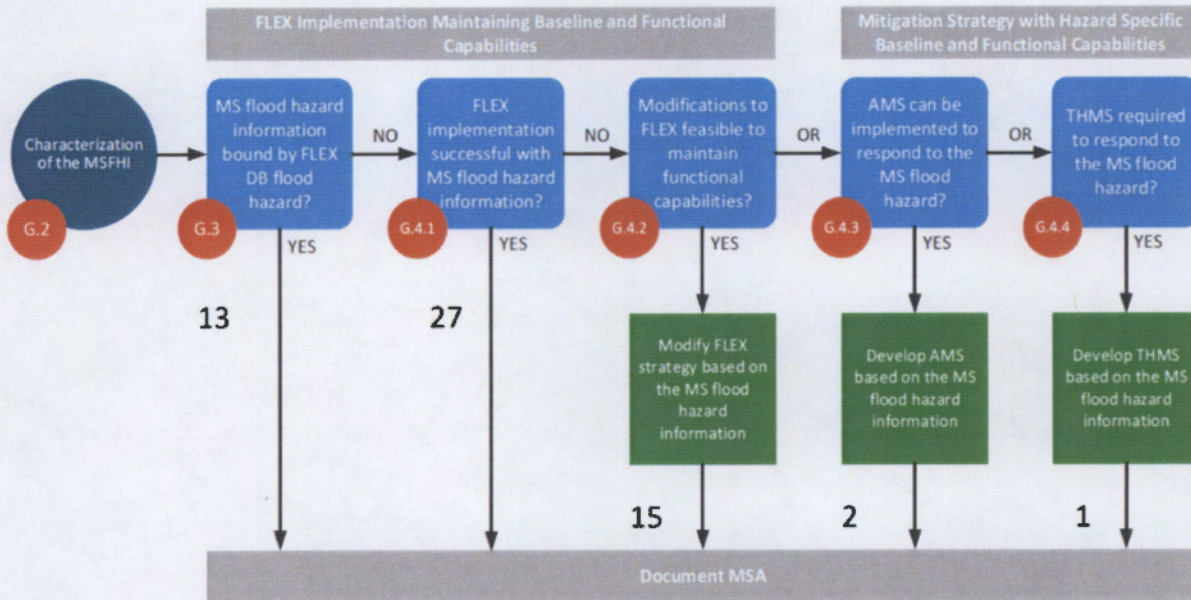 FLEX Implementation Maintaining Baseline and Functional
Capabilities
Mitigation Strategy with Hazard Specific
Baseline and Functional Capabilities
Characterization
of the MSFHI
G.2
MS flood hazard
information
bound by FLEX
DB flood
hazard?
G.3
NO
FLEX
implementation
successful with
MS flood hazard
information?
G.4.1
NO
Modifications to
FLEX feasible to
maintain
functional
capabilities?
G.4.2
OR
AMS can be
implemented to
respond to the
MS flood
hazard?
G.4.3
OR
THMS required
to respond to
the MS flood
hazard?
G.4.4
YES
YES
YES
YES
YES
13
27
Modify FLEX
strategy based on
the MS flood
hazard
information
Develop AMS
based on the MS
flood hazard
information
Develop THMS
based on the MS
flood hazard
information
15
2
1
Document MSA